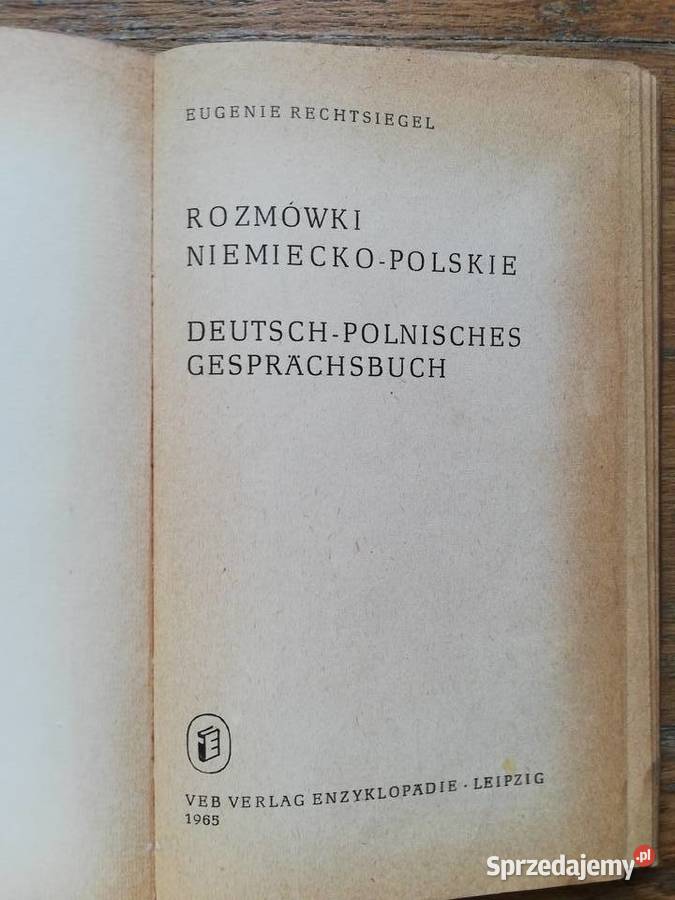 EUGENIE RECHTSIEGEL
ROZMÓWKI
NIEMIECKO-POLSKIE
DEUTSCH-POLNISCHES
GESPRÄCHSBUCH
VEB VERLAG ENZYKLOPÄDIE · LEIPZIG
1965
Sprzedajemy.pl